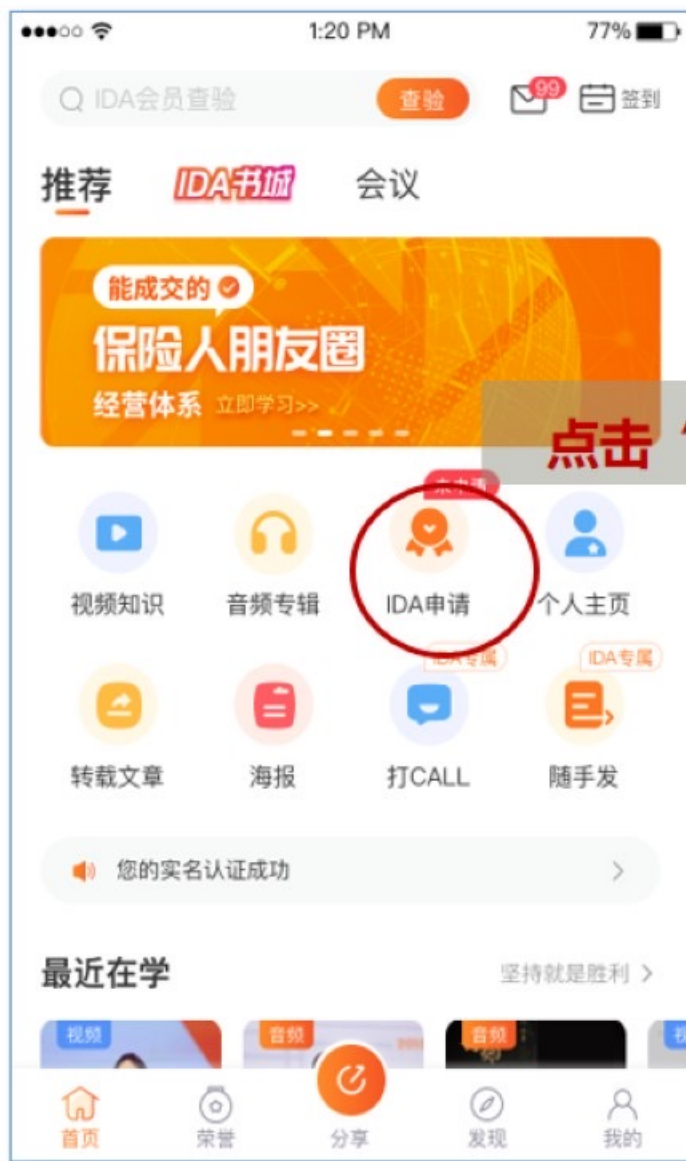 1:20 PM
77%
IDA会员查验
查验
99
签到
推荐
IDA书城
会议
能成交的
保险人朋友圈
经营体系 立即学习>>
点击“
未申请
视频知识
音频专辑
IDA申请
个人主页
IDA专属
IDA专属
转载文章
海报
打CALL
随手发
您的实名认证成功
最近在学
坚持就是胜利
视频
音频
音频
首页
荣誉
分享
发现
我的